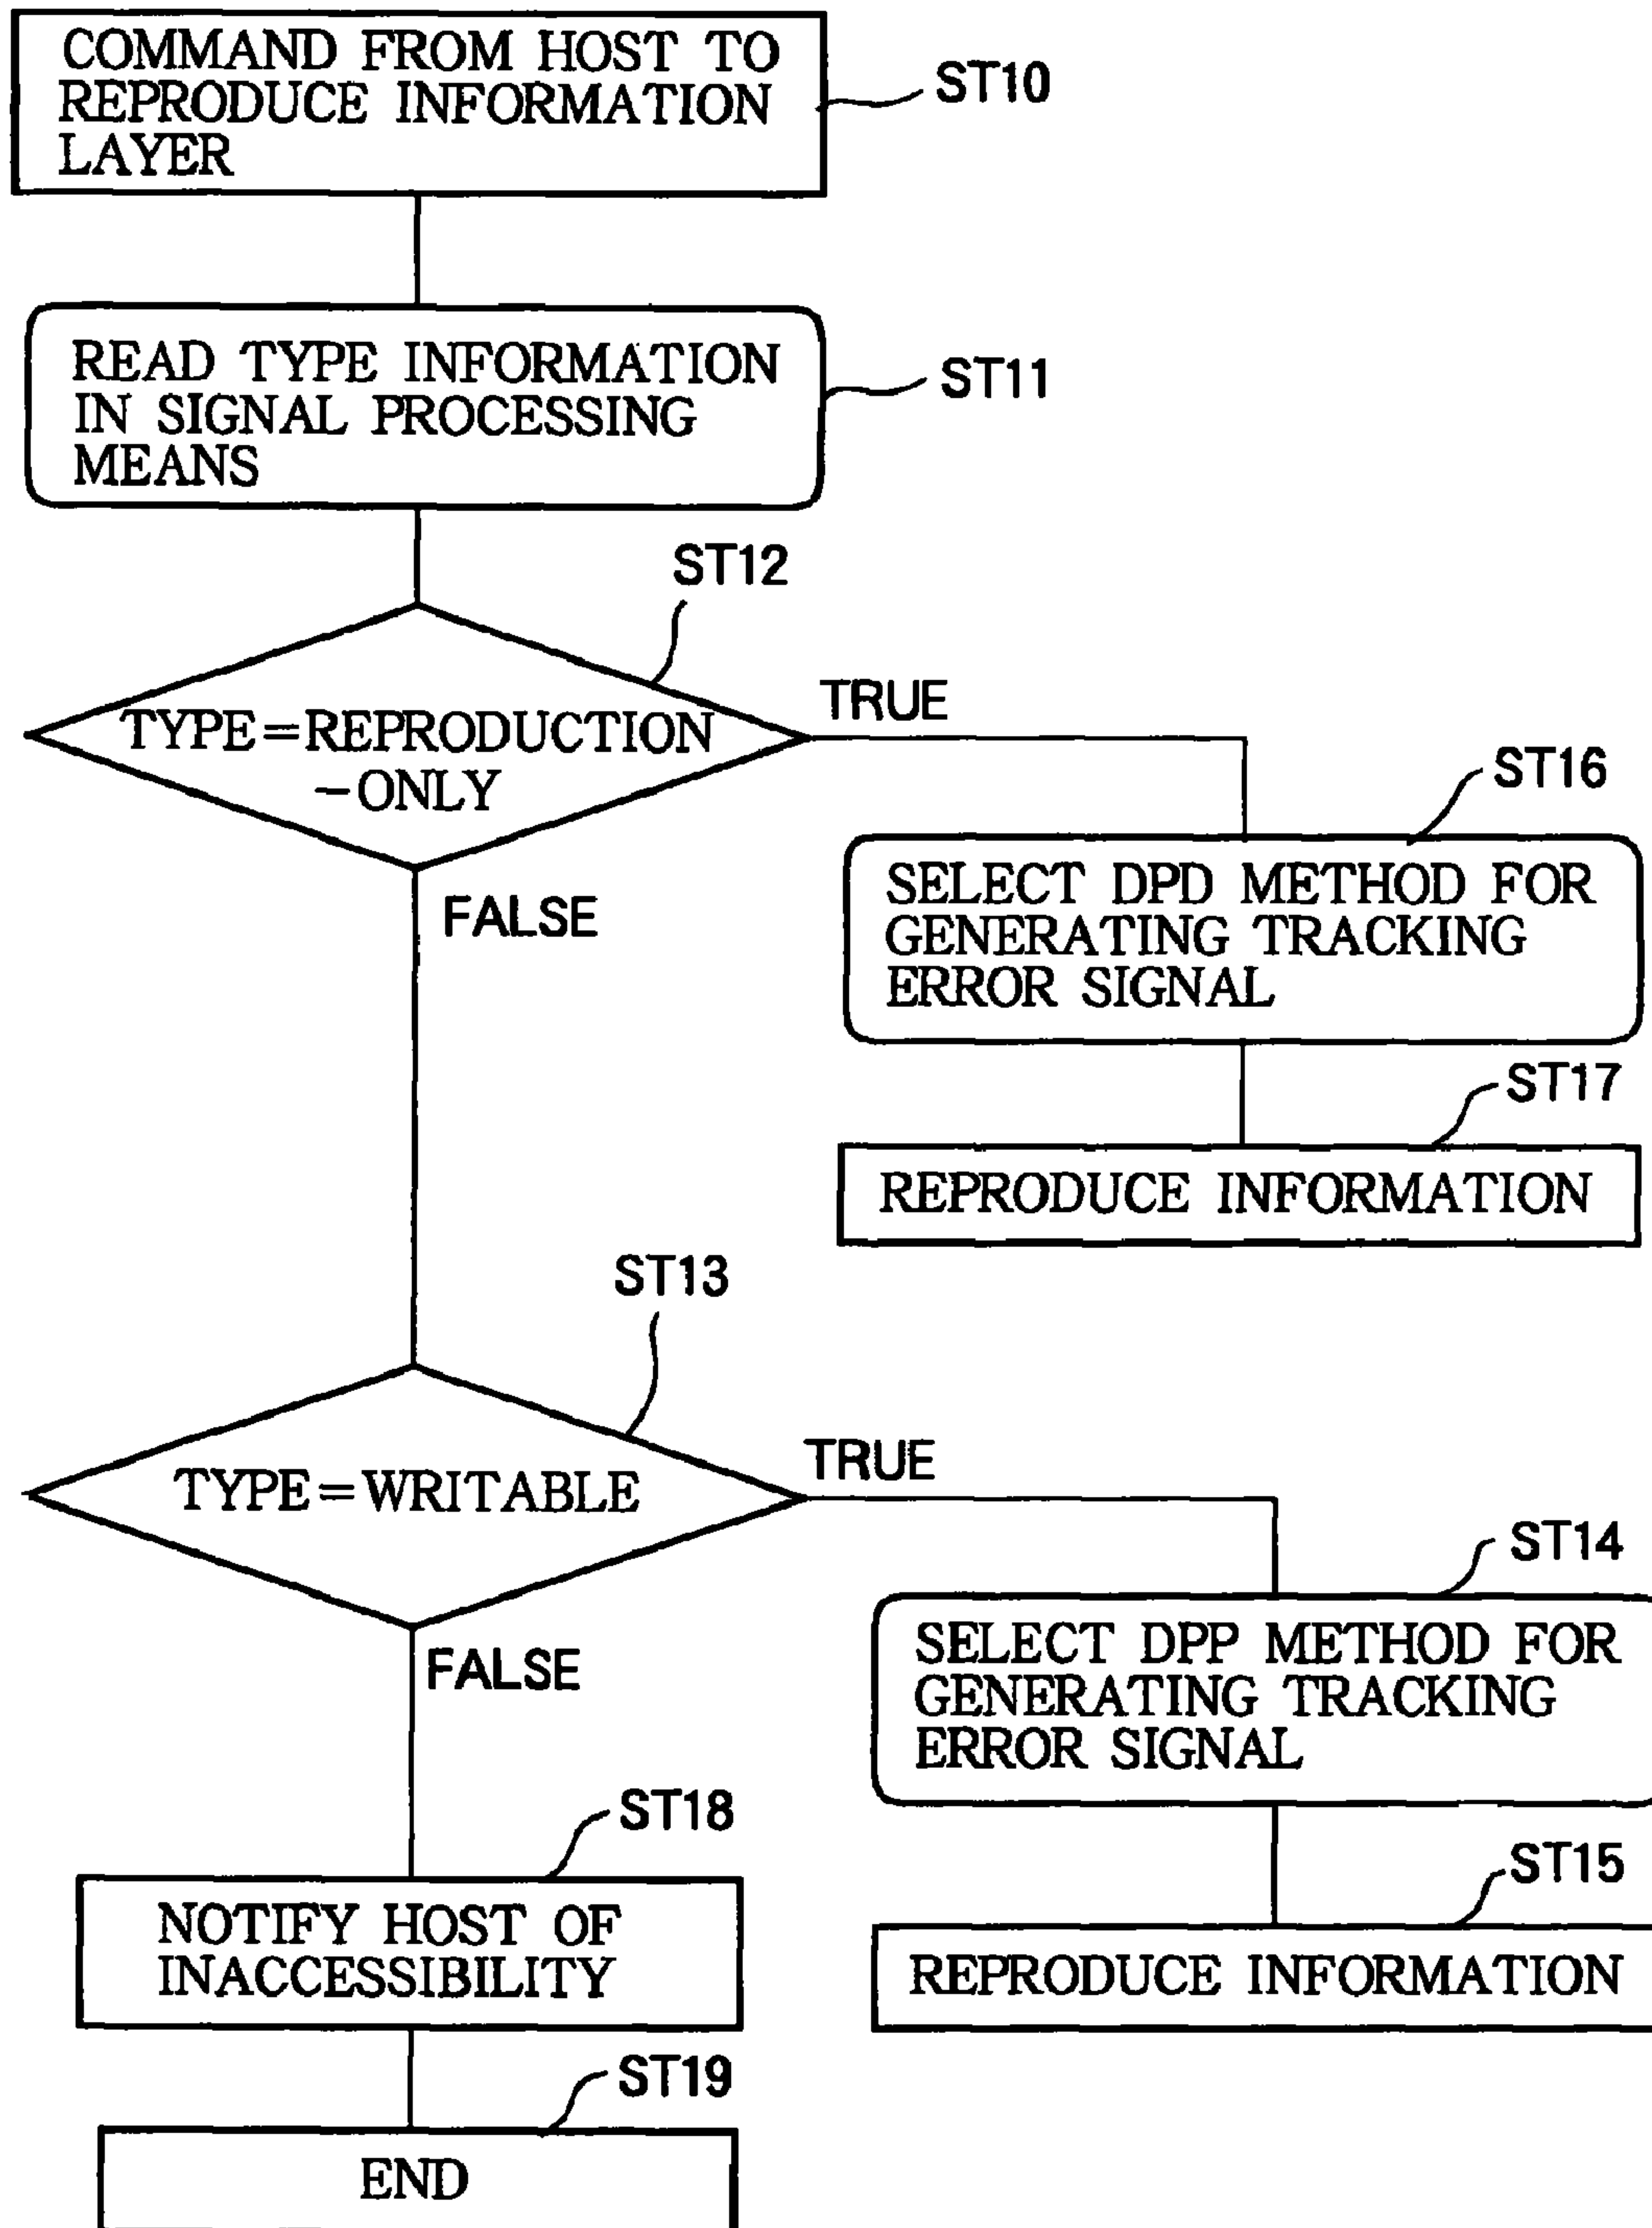 COMMAND FROM HOST TO
REPRODUCE INFORMATION
LAYER
ST10
READ TYPE INFORMATION
IN SIGNAL PROCESSING
MEANS
ST11
ST12
TYPE=REPRODUCTION
-ONLY
TRUE
FALSE
ST16
SELECT DPD METHOD FOR
GENERATING TRACKING
ERROR SIGNAL
ST17
REPRODUCE INFORMATION
ST13
TYPE=WRITABLE
TRUE
FALSE
ST14
SELECT DPP METHOD FOR
GENERATING TRACKING
ERROR SIGNAL
ST15
REPRODUCE INFORMATION
ST18
NOTIFY HOST OF
INACCESSIBILITY
ST19
END